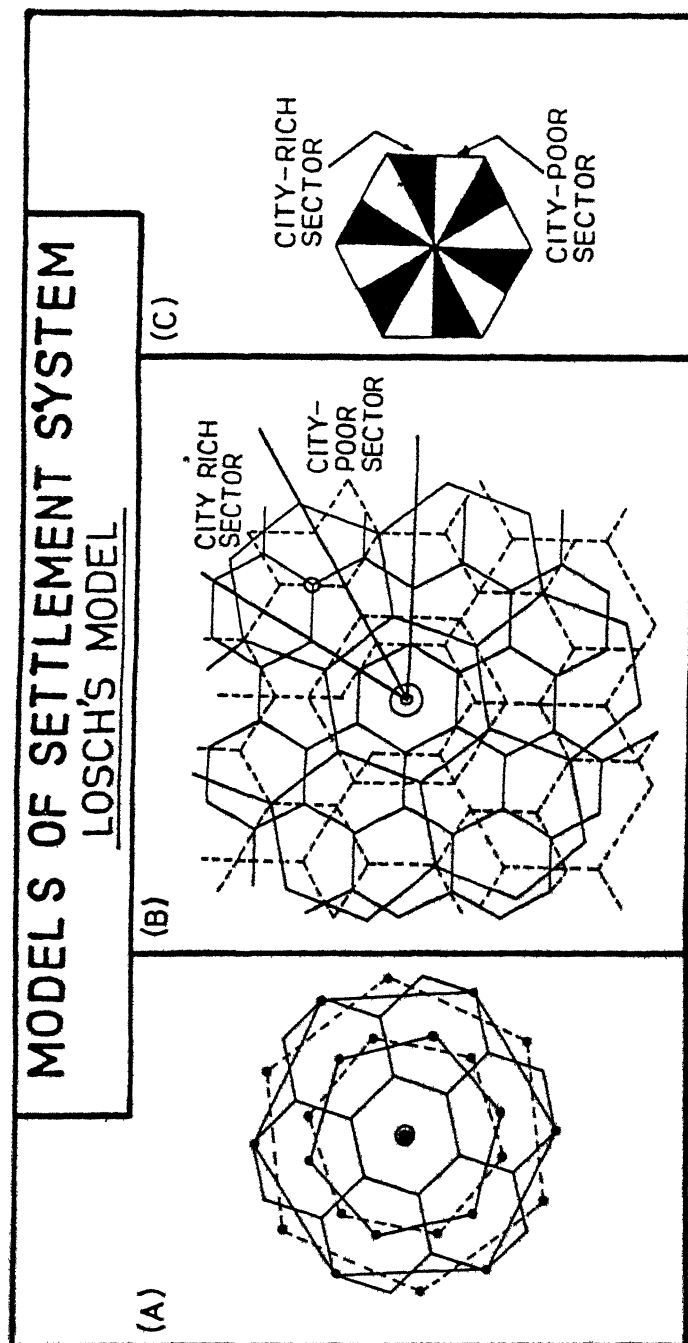 MODELS OF SETTLEMENT SYSTEM
LOSCH'S MODEL
(A)
(B)
CITY RICH
SECTOR
CITY-
POOR
SECTOR
(C)
CITY-RICH
SECTOR
CITY-POOR
SECTOR